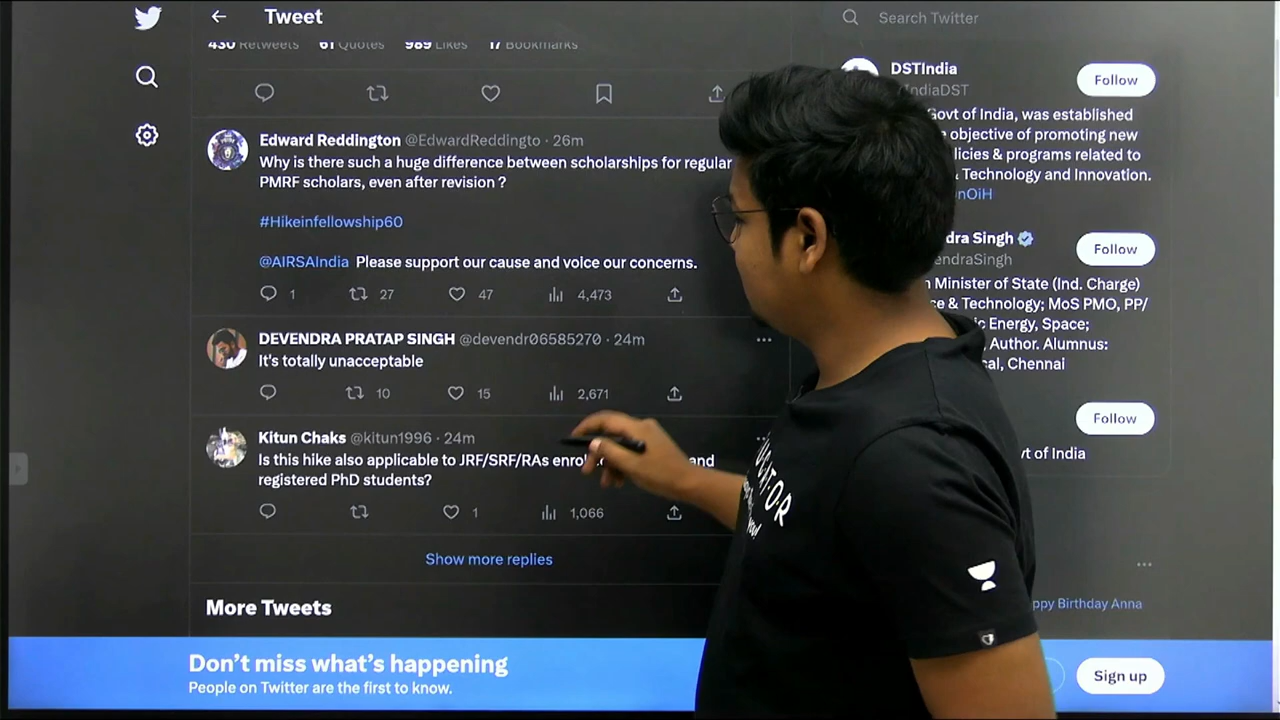 Tweet
Search Twitter
430 Retweets 61 Quotes 989 Likes 17 Bookmarks
DSTIndia
IndiaDST
Follow
Govt of India, was established
objective of promoting new
licies & programs related to
Technology and Innovation.
nOiH
Edward Reddington @EdwardReddingto · 26m
Why is there such a huge difference between scholarships for regular
PMRF scholars, even after revision ?
#Hikeinfellowship60
@AIRSAIndia Please support our cause and voice our concerns.
1 27 47 4,473
dra Singh
endraSingh
Follow
Minister of State (Ind. Charge)
ce & Technology; MoS PMO, PP/
ic Energy, Space;
Author. Alumnus:
cal, Chennai
DEVENDRA PRATAP SINGH @devendr06585270 · 24m
It's totally unacceptable
10 15 2,671
Follow
vt of India
Kitun Chaks @kitun1996 · 24m
Is this hike also applicable to JRF/SRF/RAs and
registered PhD students?
1 1,066
Show more replies
More Tweets
ppy Birthday Anna
Don't miss what's happening
People on Twitter are the first to know.
Sign up